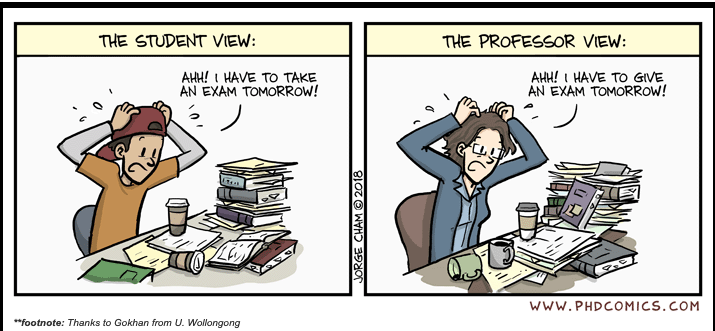 THE STUDENT VIEW:
AHH! I HAVE TO TAKE
AN EXAM TOMORROW!
JORGE CHAM © 2018
THE PROFESSOR VIEW:
AHH! I HAVE TO GIVE
AN EXAM TOMORROW!
WWW.PHDCOMICS.COM
**footnote: Thanks to Gokhan from U. Wollongong